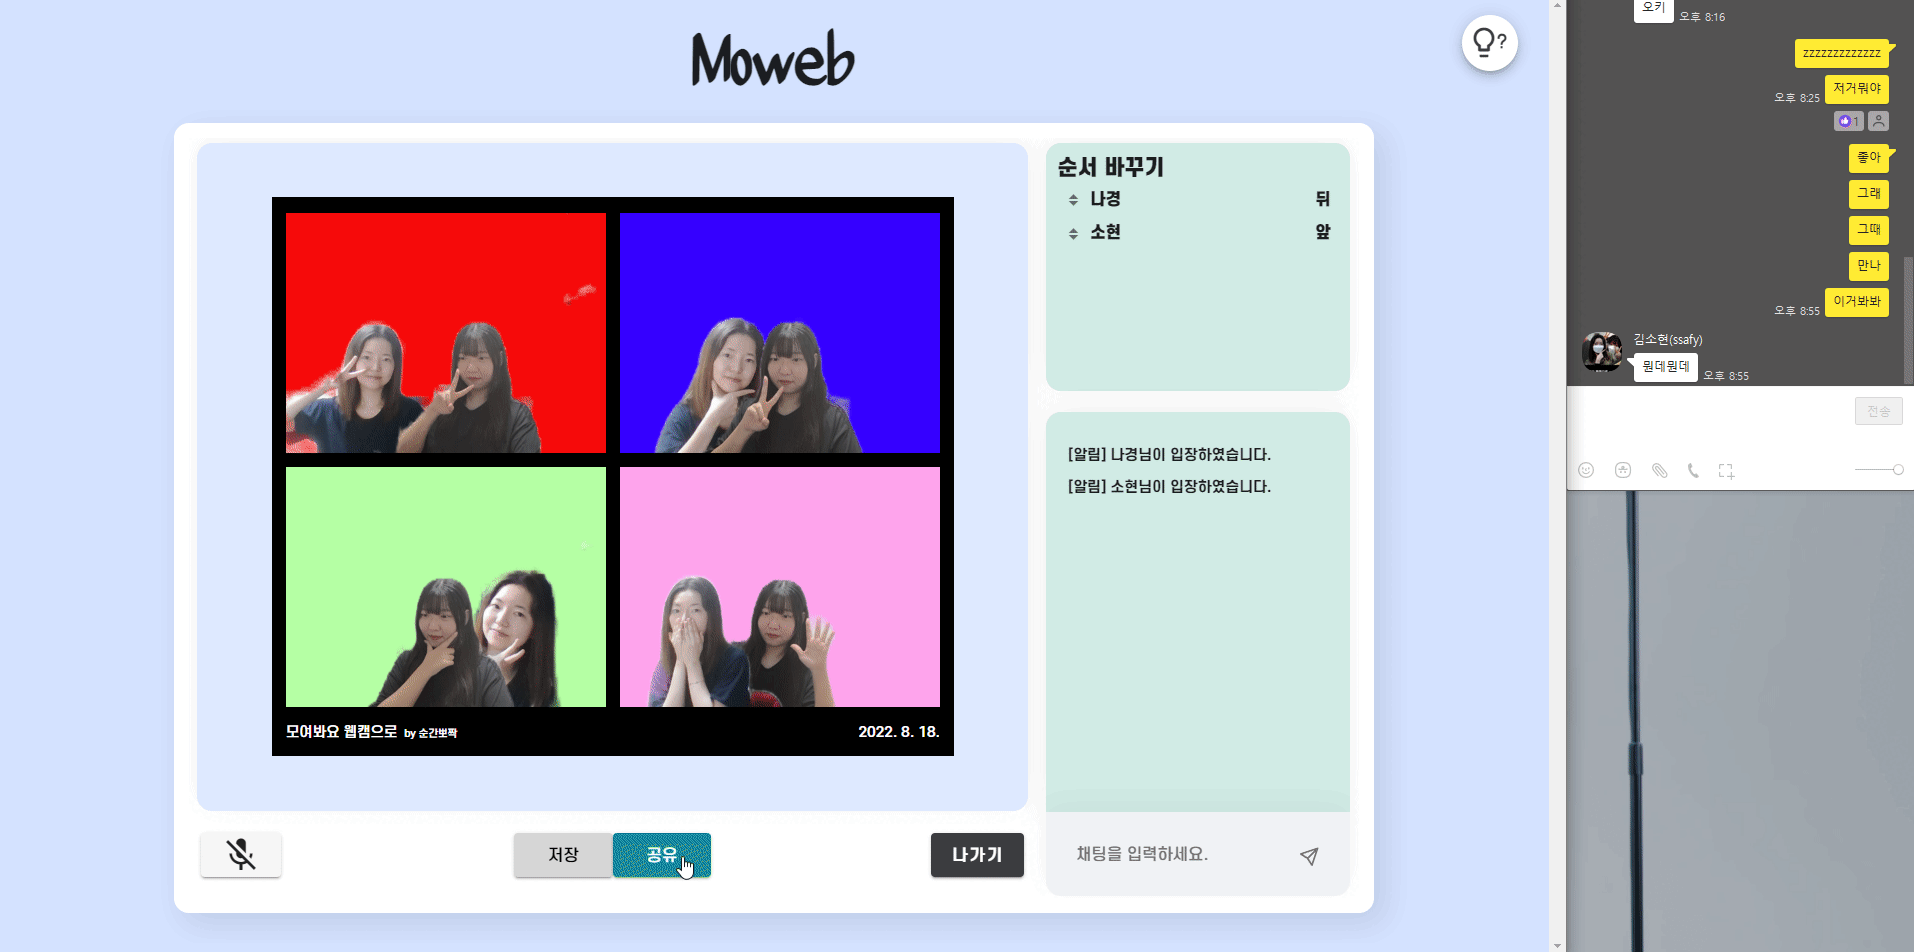 Moweb
?
순서 바꾸기
나경 뒤
소현 앞
[알림] 나경님이 입장하였습니다.
[알림] 소현님이 입장하였습니다.
모여봐요 웹캠으로 by 순간뽀짝
2022. 8. 18.
저장
공유
나가기
채팅을 입력하세요.
오키
오후 8:16
zzzzzzzzzzzzz
저거뭐야
오후 8:25
1
좋아
그래
그때
만나
이거봐봐
오후 8:55
김소현(ssafy)
뭔데뭔데
오후 8:55
전송